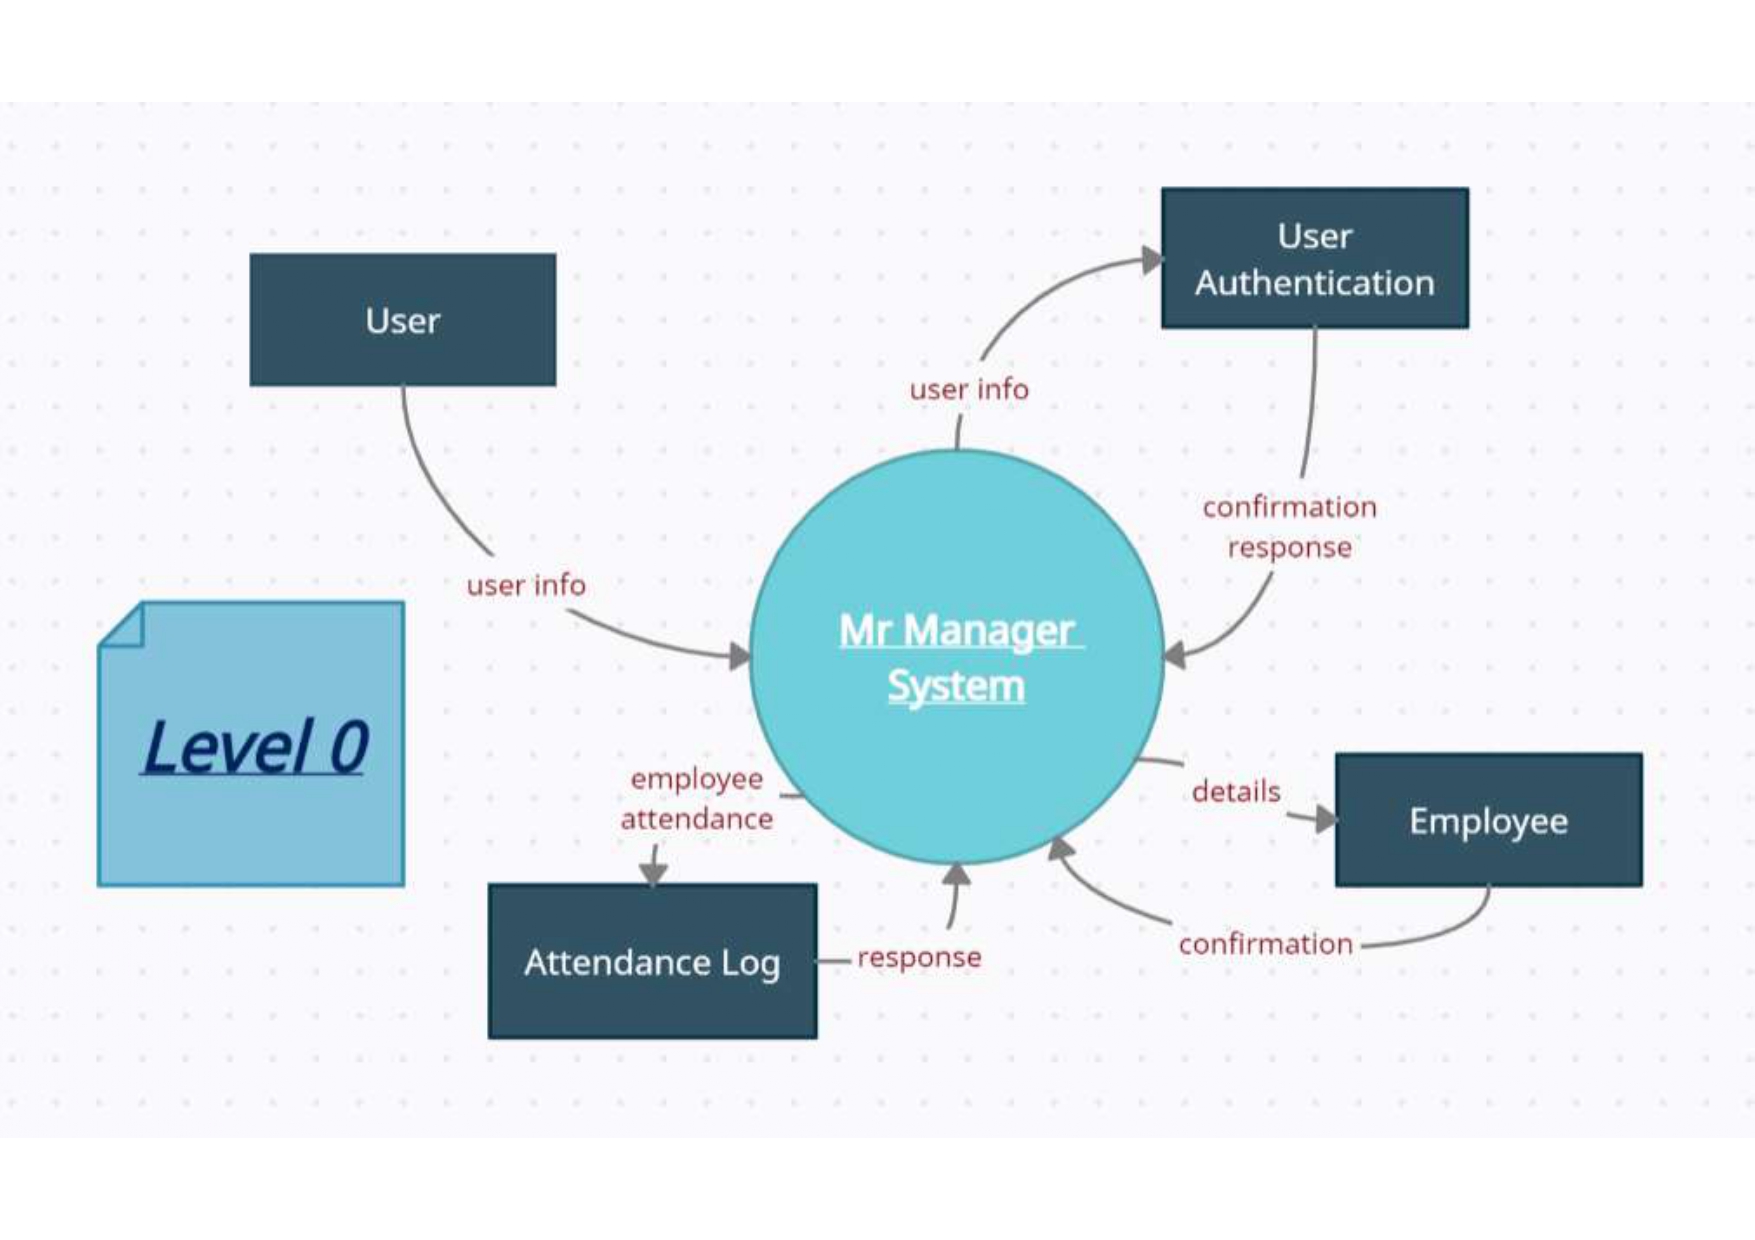 User
Authentication
User
user info
confirmation
response
user info
Mr Manager
System
Level 0
employee
attendance
details
Employee
confirmation
Attendance Log
response